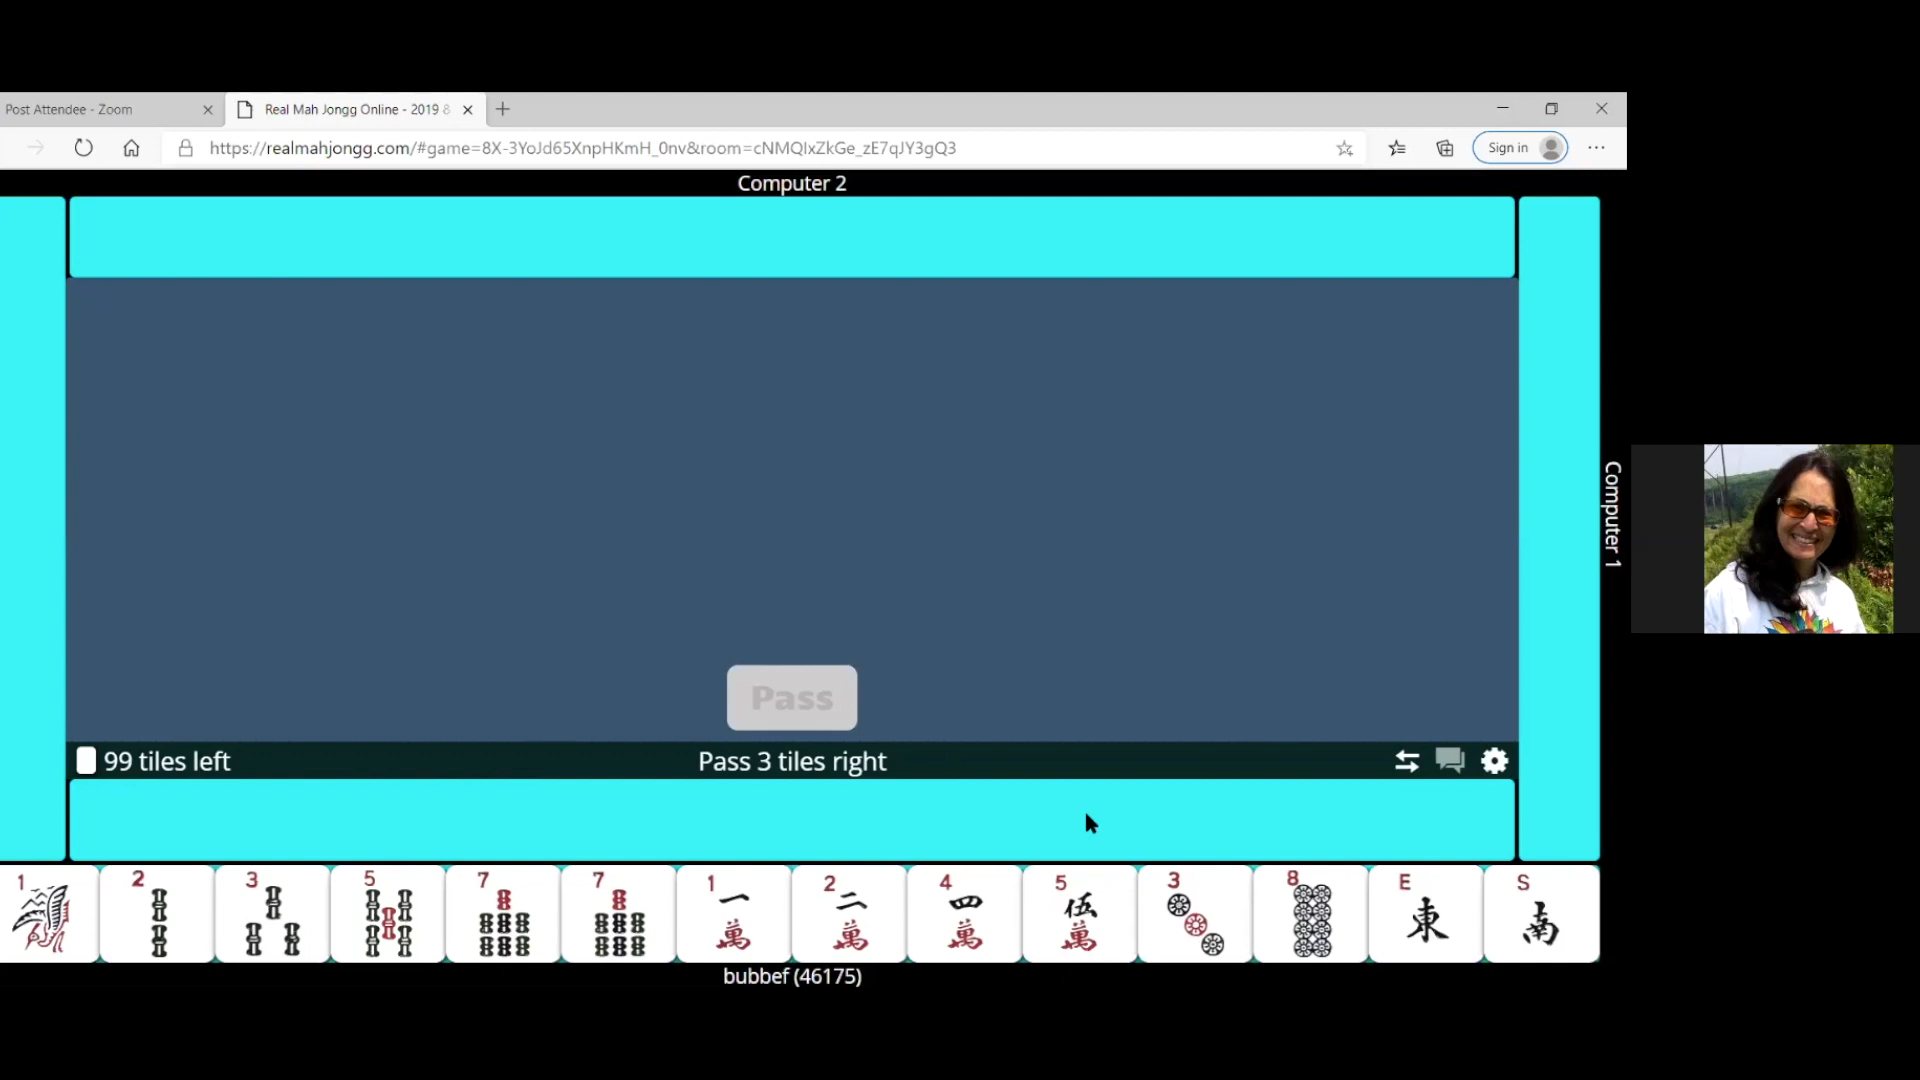 Post Attendee - Zoom
Real Mah Jongg Online - 2019 &
https://realmahjongg.com/#game=8X-3YoJd65XnpHKmH_0nv&room=cNMQIxZkGe_zE7qJY3gQ3
Sign in
Computer 2
Computer 1
Pass
99 tiles left
Pass 3 tiles right
1 2 3 5 7 7 1 2 4 5 3 8 E S
一 二 四 伍 東 南
萬 萬 萬 萬
bubbef (46175)